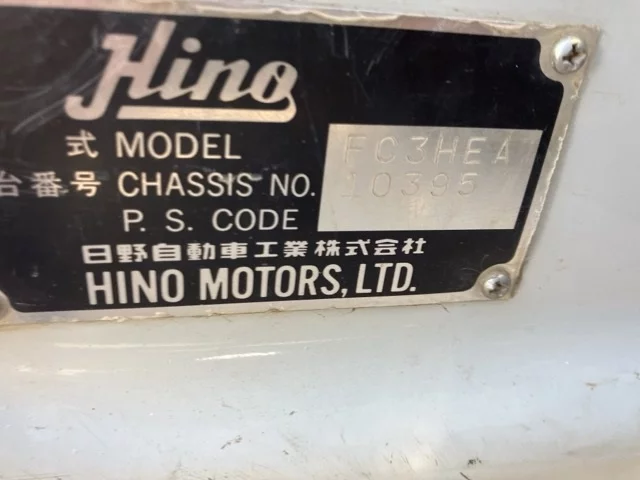 Hino
式 MODEL FC3HEA
台番号 CHASSIS NO. 10395
P. S. CODE
日野自動車工業株式会社
HINO MOTORS, LTD.